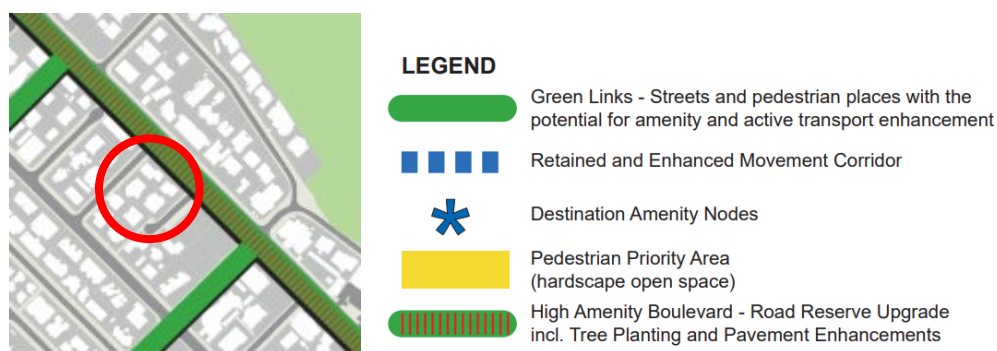 LEGEND
Green Links - Streets and pedestrian places with the
potential for amenity and active transport enhancement
Retained and Enhanced Movement Corridor
Destination Amenity Nodes
Pedestrian Priority Area
(hardscape open space)
High Amenity Boulevard - Road Reserve Upgrade
incl. Tree Planting and Pavement Enhancements